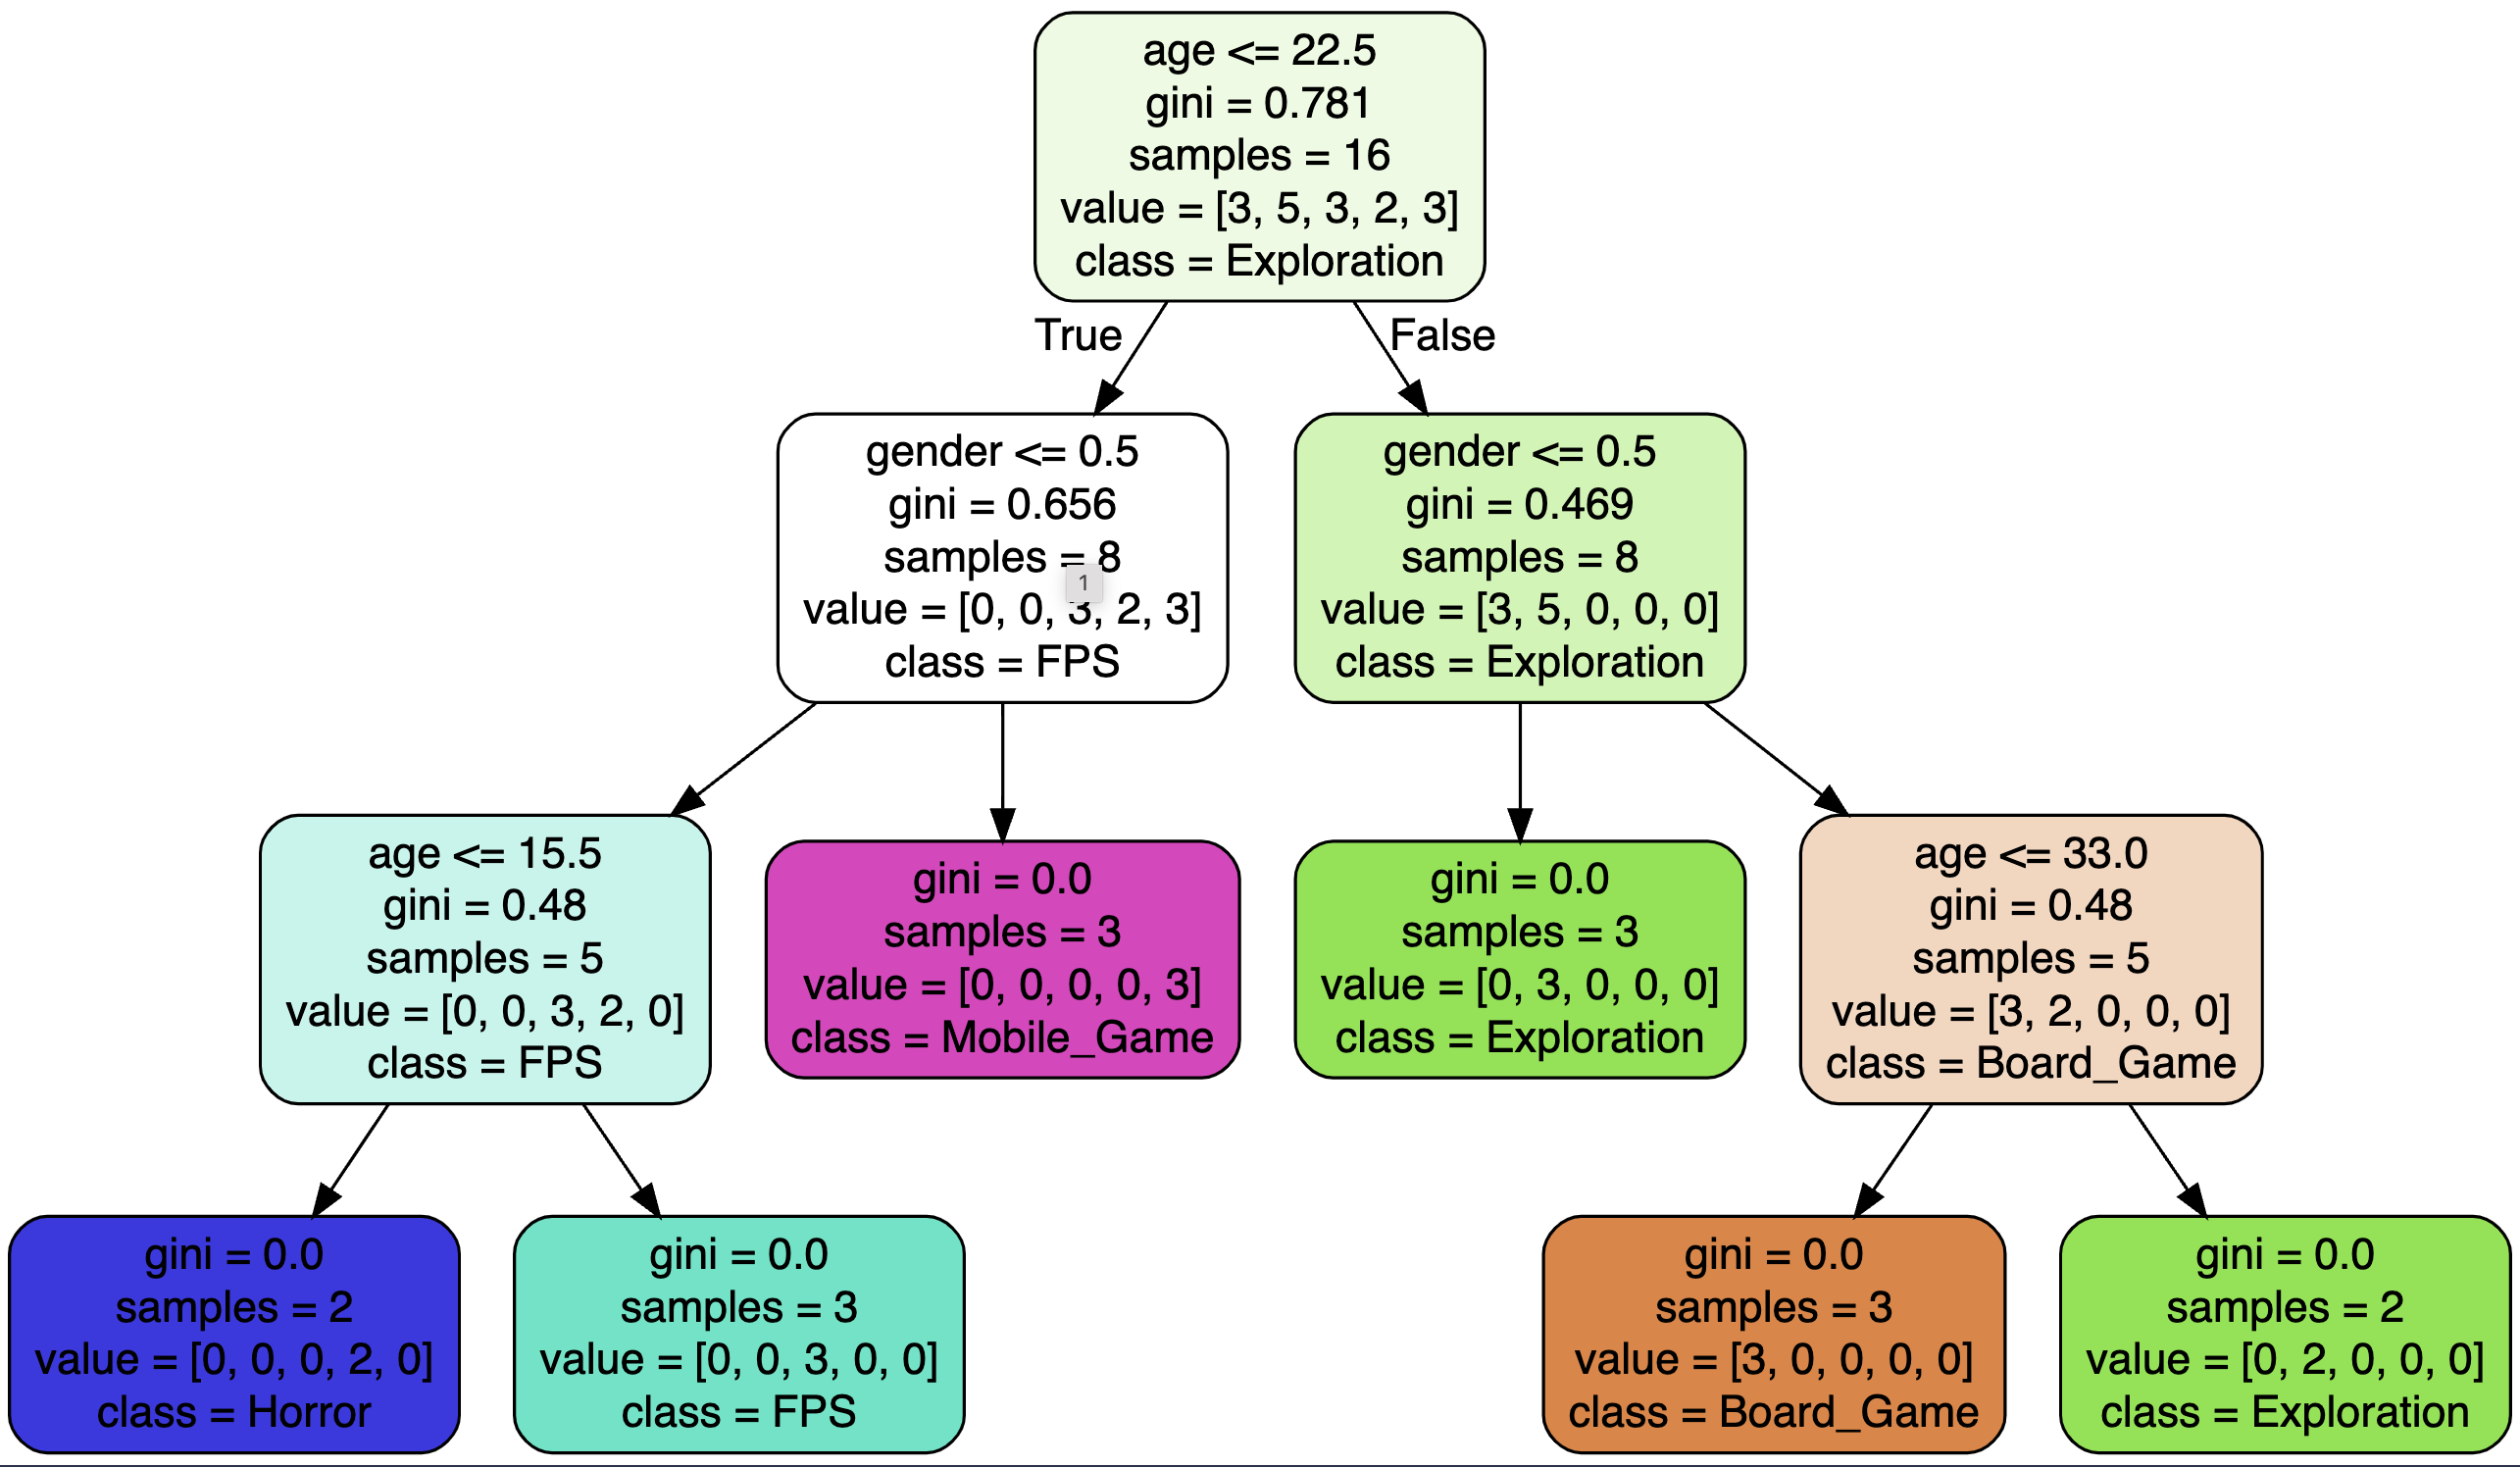 age <= 22.5
gini = 0.781
samples = 16
value = [3, 5, 3, 2, 3]
class = Exploration
True
False
gender <= 0.5
gini = 0.656
samples = 8
1
value = [0, 0, 3, 2, 3]
class = FPS
gender <= 0.5
gini = 0.469
samples = 8
value = [3, 5, 0, 0, 0]
class = Exploration
age <= 15.5
gini = 0.48
samples = 5
value = [0, 0, 3, 2, 0]
class = FPS
gini = 0.0
samples = 3
value = [0, 0, 0, 0, 3]
class = Mobile_Game
gini = 0.0
samples = 3
value = [0, 3, 0, 0, 0]
class = Exploration
age <= 33.0
gini = 0.48
samples = 5
value = [3, 2, 0, 0, 0]
class = Board_Game
gini = 0.0
samples = 2
value = [0, 0, 0, 2, 0]
class = Horror
gini = 0.0
samples = 3
value = [0, 0, 3, 0, 0]
class = FPS
gini = 0.0
samples = 3
value = [3, 0, 0, 0, 0]
class = Board_Game
gini = 0.0
samples = 2
value = [0, 2, 0, 0, 0]
class = Exploration